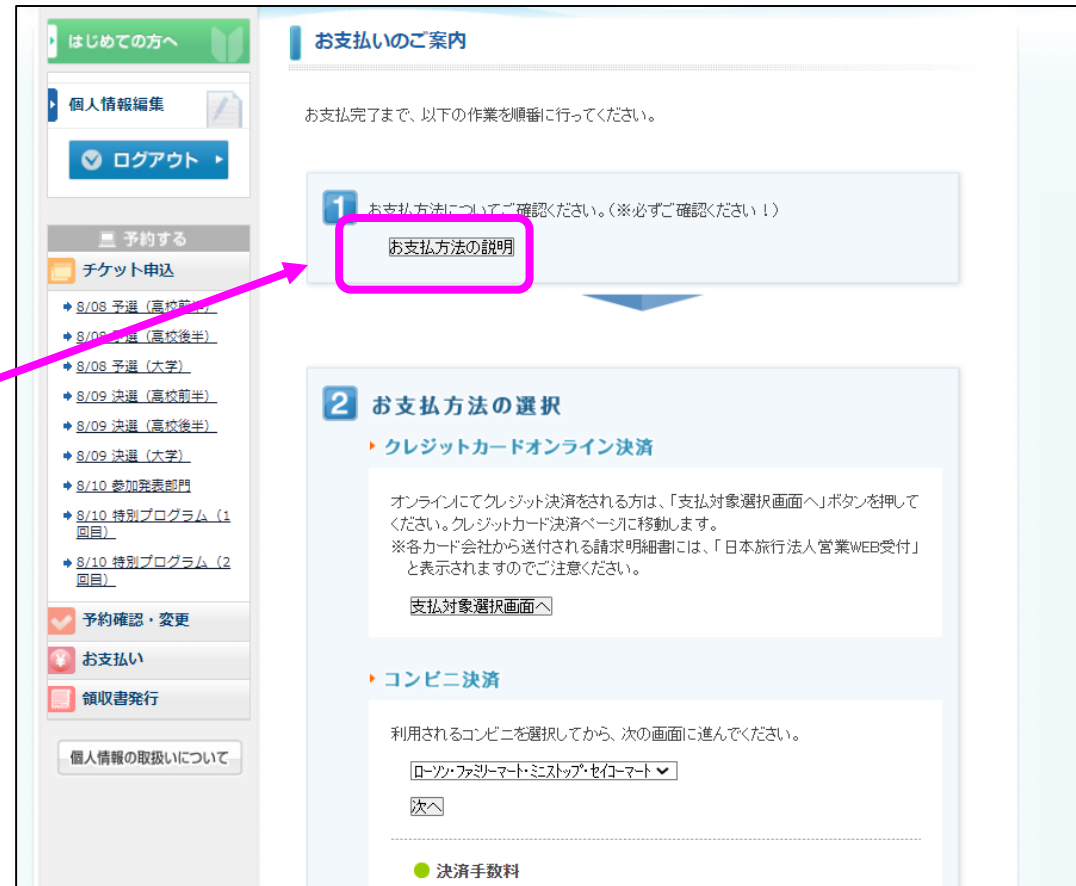 はじめての方へ
個人情報編集
ログアウト
予約する
チケット申込
8/08 予選（高校前半）
8/08 予選（高校後半）
8/08 予選（大学）
8/09 決選（高校前半）
8/09 決選（高校後半）
8/09 決選（大学）
8/10 参加発表部門
8/10 特別プログラム（1
回目）
8/10 特別プログラム（2
回目）
予約確認・変更
お支払い
領収書発行
個人情報の取扱いについて
お支払いのご案内
お支払完了まで、以下の作業を順番に行ってください。
1
お支払方法についてご確認ください。（※必ずご確認ください！）
お支払方法の説明
2 お支払方法の選択
クレジットカードオンライン決済
オンラインにてクレジット決済をされる方は、「支払対象選択画面へ」ボタンを押して
ください。クレジットカード決済ページに移動します。
※各カード会社から送付される請求明細書には、「日本旅行法人営業WEB受付」
と表示されますのでご注意ください。
支払対象選択画面へ
コンビニ決済
利用されるコンビニを選択してから、次の画面に進んでください。
ローソン・ファミリーマート・ミニストップ・セイコーマート
次へ
決済手数料